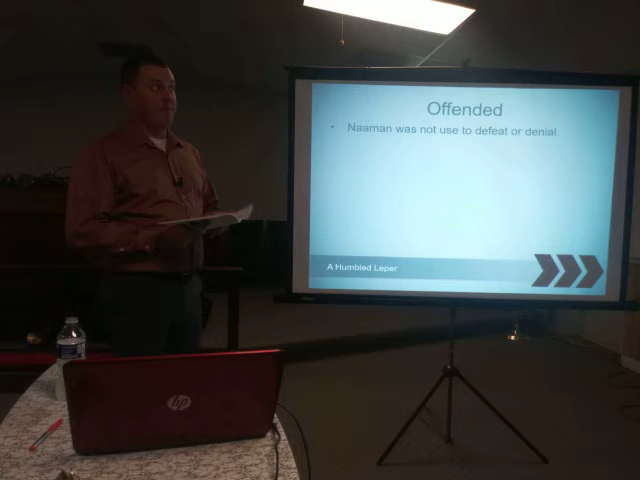 Offended
• Naaman was not use to defeat or denial.
A Humbled Leper
hp